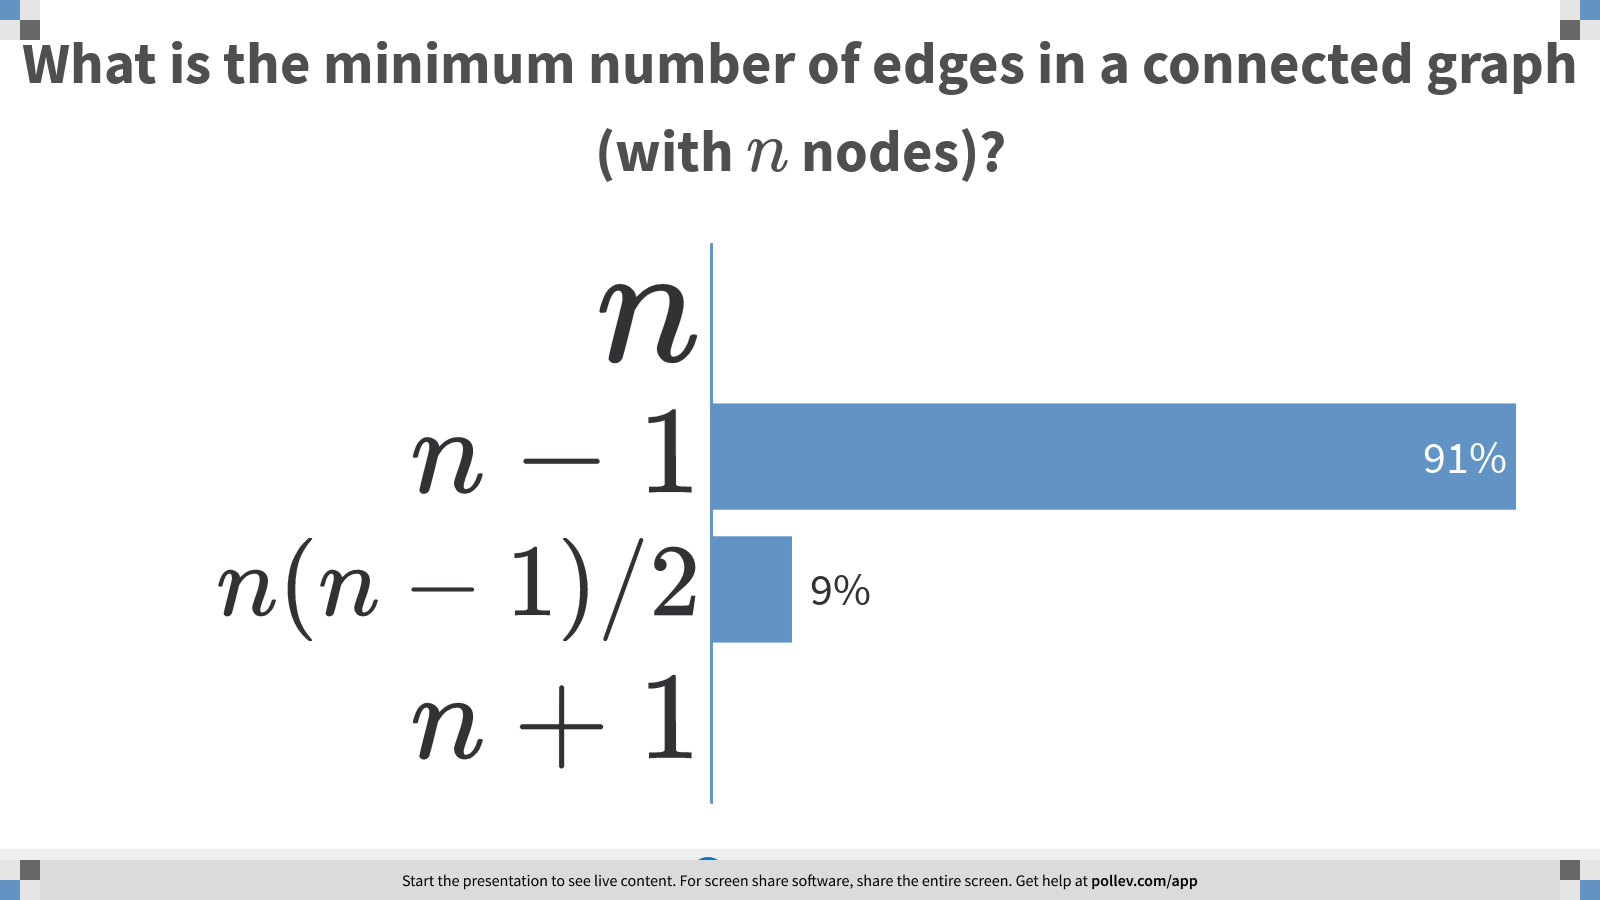 What is the minimum number of edges in a connected graph
(with n nodes)?
n
n − 1
91%
n(n − 1)/2
9%
n + 1
Start the presentation to see live content. For screen share software, share the entire screen. Get help at pollev.com/app